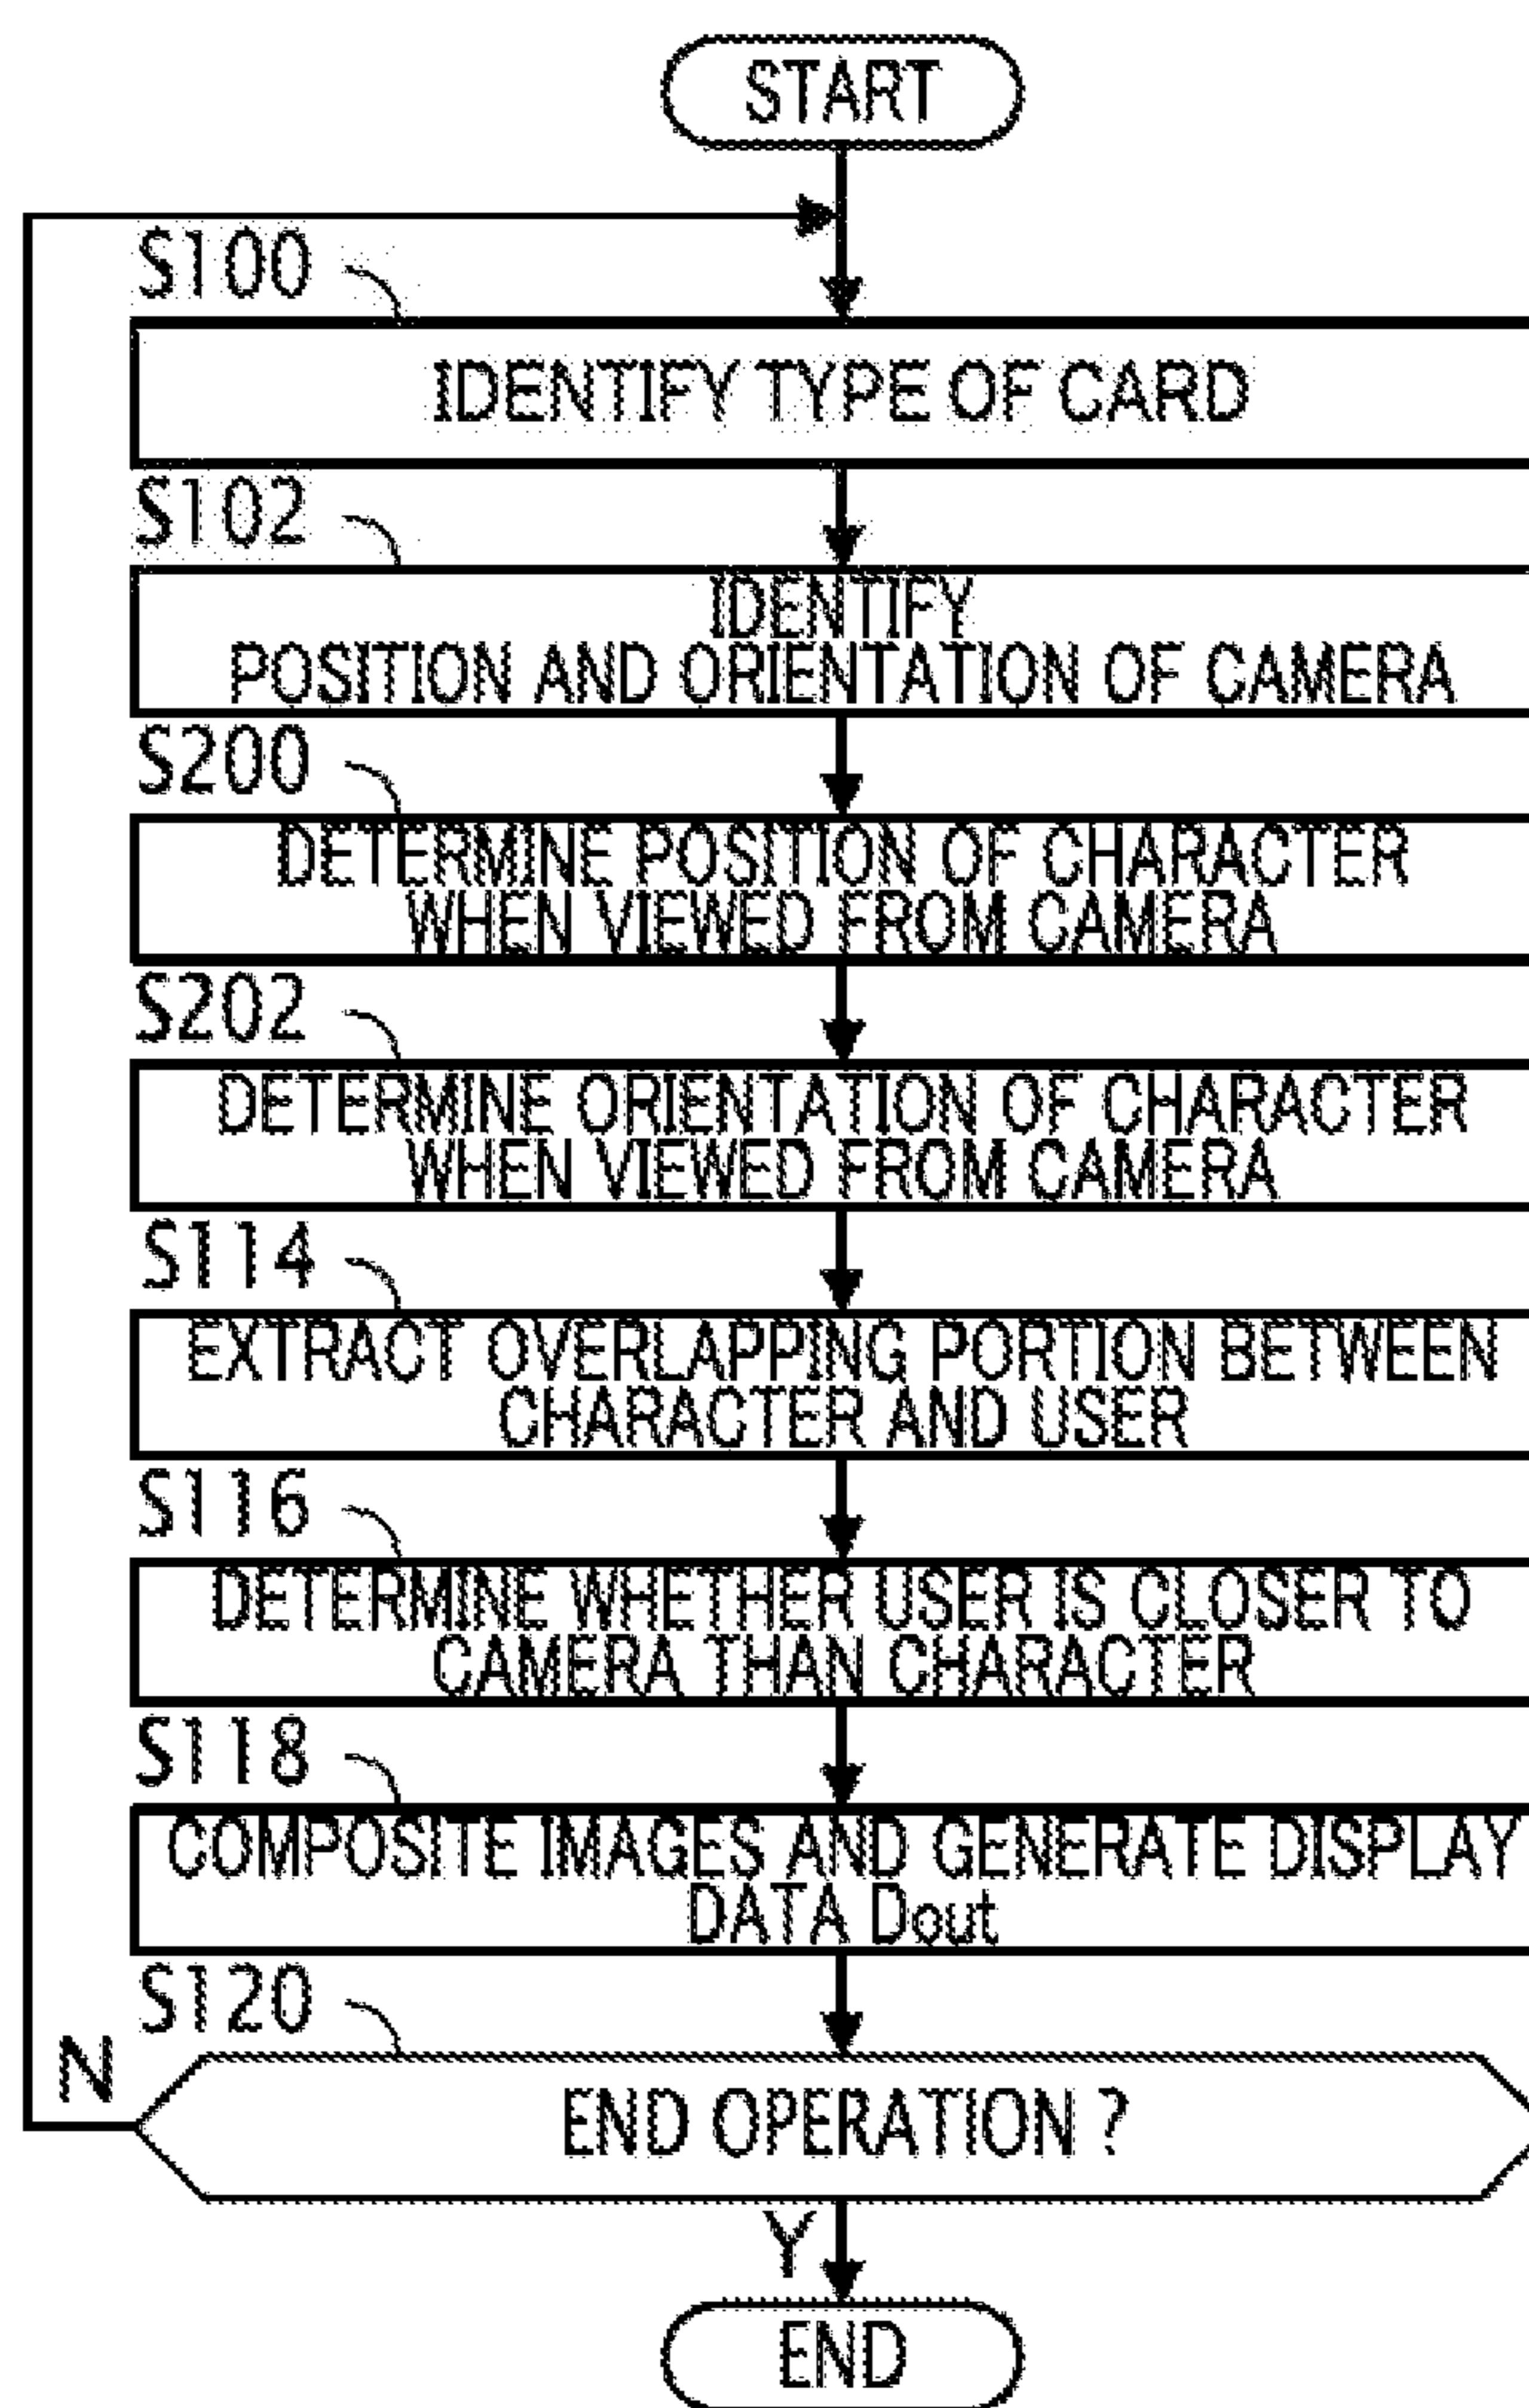 START
S100
IDENTIFY TYPE OF CARD
S102
IDENTIFY
POSITION AND ORIENTATION OF CAMERA
S200
DETERMINE POSITION OF CHARACTER
WHEN VIEWED FROM CAMERA
S202
DETERMINE ORIENTATION OF CHARACTER
WHEN VIEWED FROM CAMERA
S114
EXTRACT OVERLAPPING PORTION BETWEEN
CHARACTER AND USER
S116
DETERMINE WHETHER USER IS CLOSER TO
CAMERA THAN CHARACTER
S118
COMPOSITE IMAGES AND GENERATE DISPLAY
DATA Dout
S120
N
END OPERATION ?
Y
END